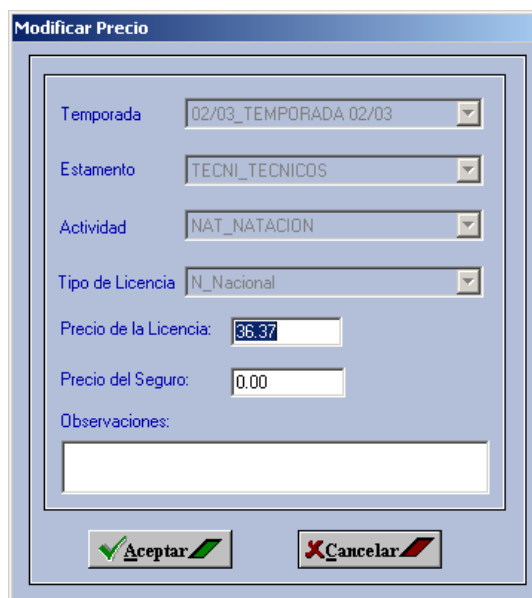 Modificar Precio
Temporada 02/03_TEMPORADA 02/03
Estamento TECNI_TECNICOS
Actividad NAT_NATACION
Tipo de Licencia N_Nacional
Precio de la Licencia: 36.37
Precio del Seguro: 0.00
Observaciones:
Aceptar Cancelar